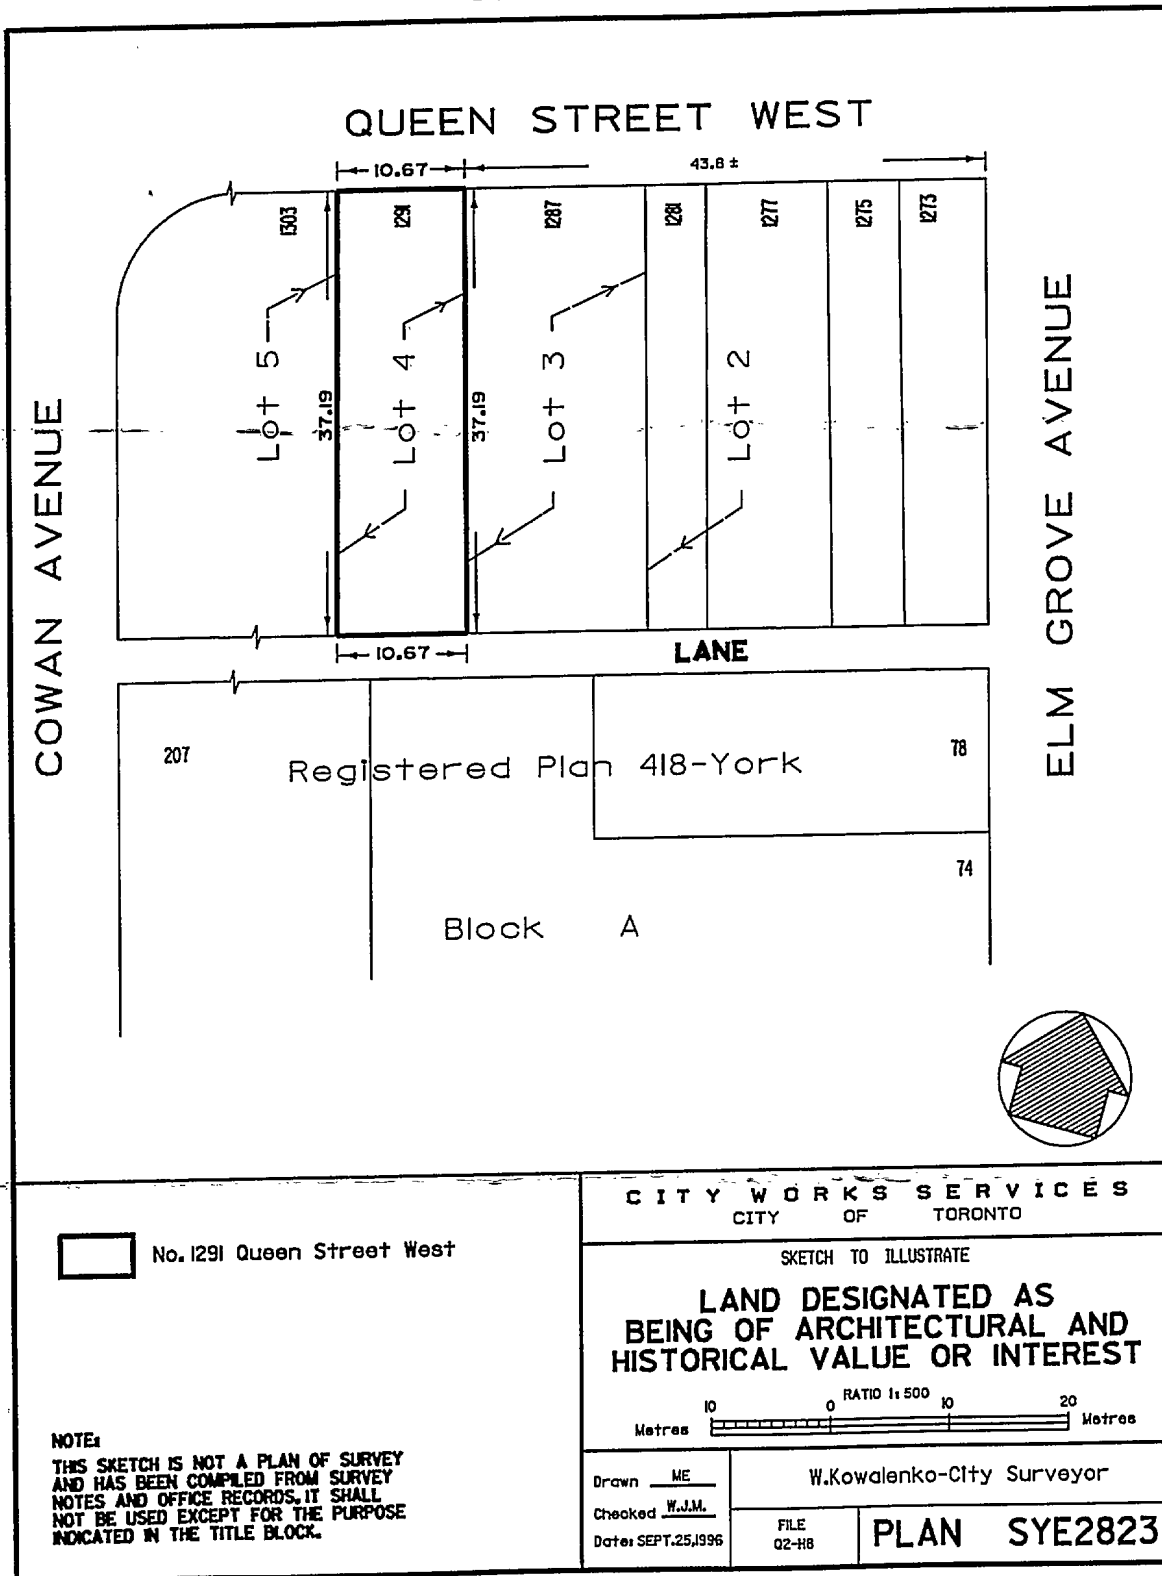 QUEEN STREET WEST
10.67
43.8 ±
1303
1291
1287
1281
1277
1275
1273
Lot 5
37.19
Lot 4
37.19
Lot 3
Lot 2
COWAN AVENUE
ELM GROVE AVENUE
10.67
LANE
207
Registered Plan 418-York
78
74
Block A
No. 1291 Queen Street West
NOTE:
THIS SKETCH IS NOT A PLAN OF SURVEY
AND HAS BEEN COMPILED FROM SURVEY
NOTES AND OFFICE RECORDS. IT SHALL
NOT BE USED EXCEPT FOR THE PURPOSE
INDICATED IN THE TITLE BLOCK.
CITY WORKS SERVICES
CITY OF TORONTO
SKETCH TO ILLUSTRATE
LAND DESIGNATED AS
BEING OF ARCHITECTURAL AND
HISTORICAL VALUE OR INTEREST
RATIO 1:500
10 0 10 20
Metres Metres
Drawn ME
Checked W.J.M.
Date: SEPT.25,1996
W.Kowalenko-City Surveyor
FILE
Q2-H8
PLAN SYE2823